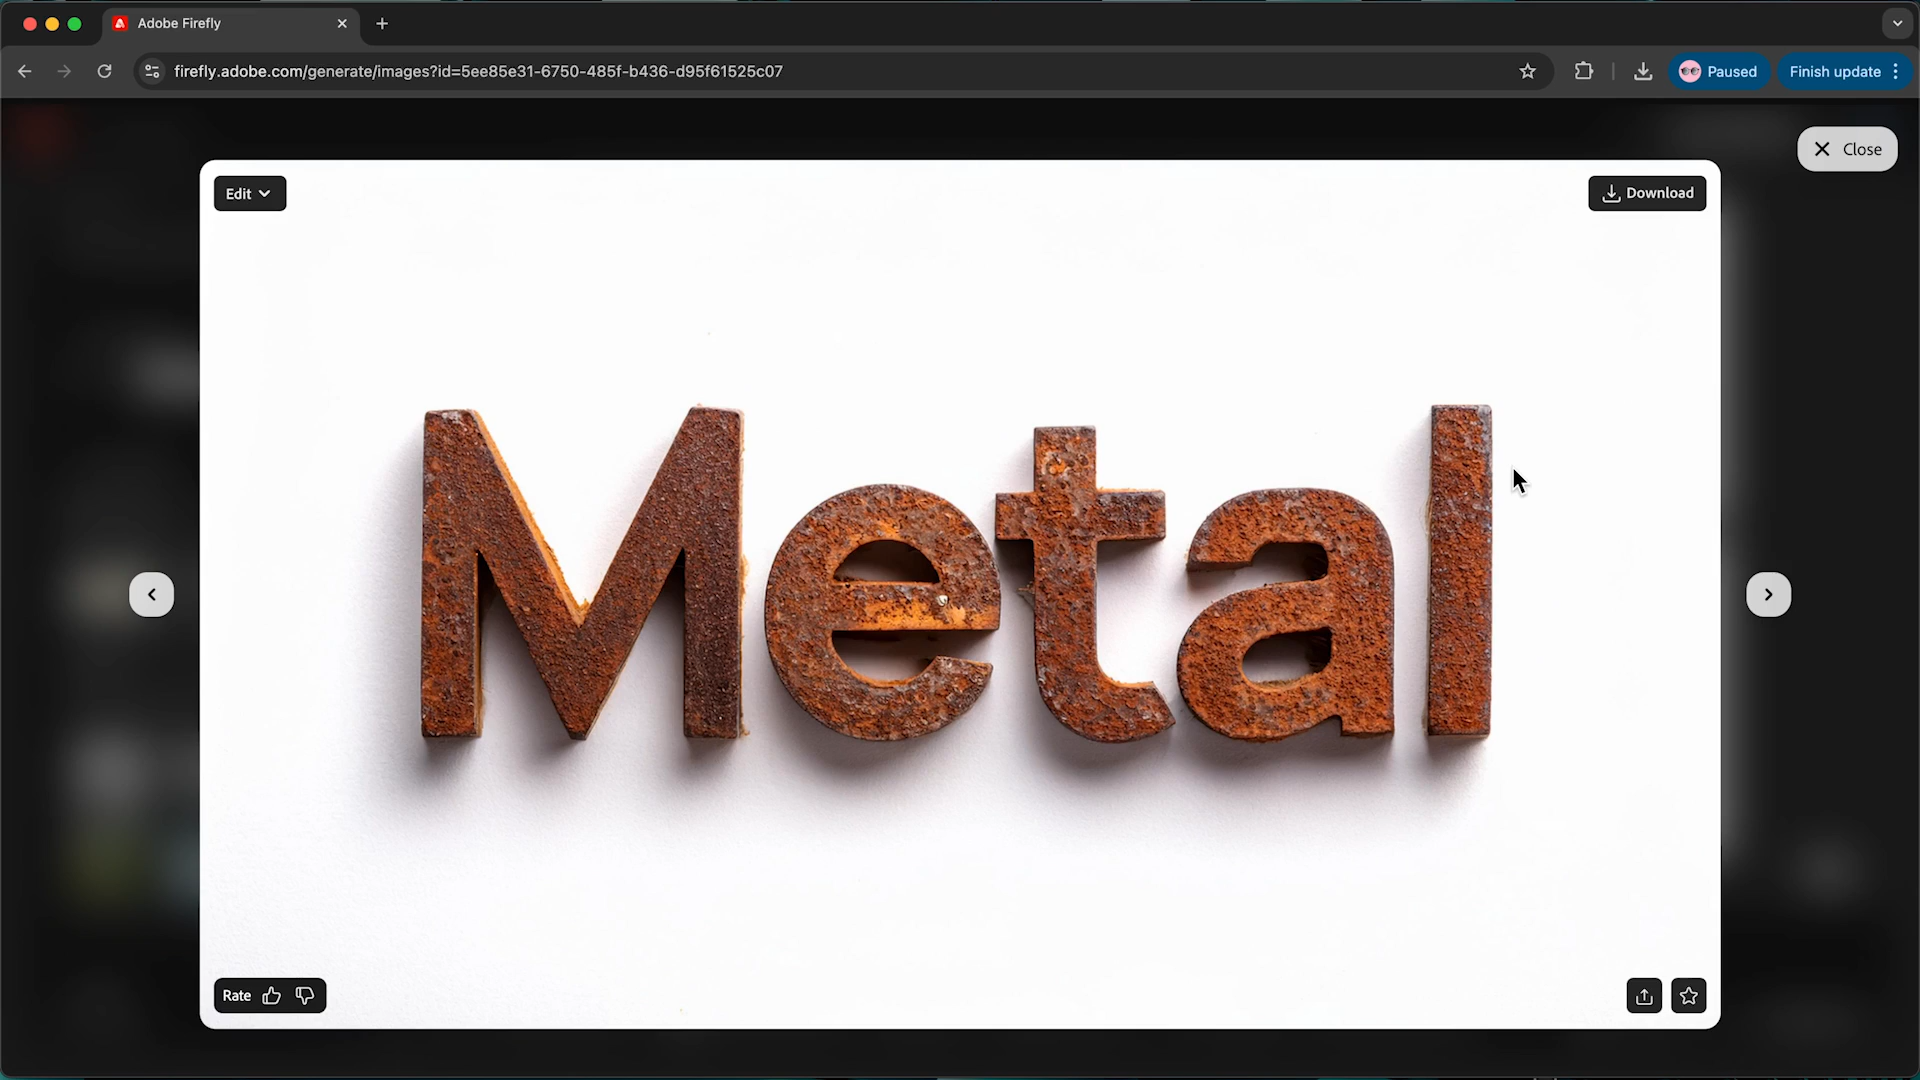 Adobe Firefly
firefly.adobe.com/generate/images?id=5ee85e31-6750-485f-b436-d95f61525c07
Paused
Finish update
Close
Edit
Download
Metal
Rate